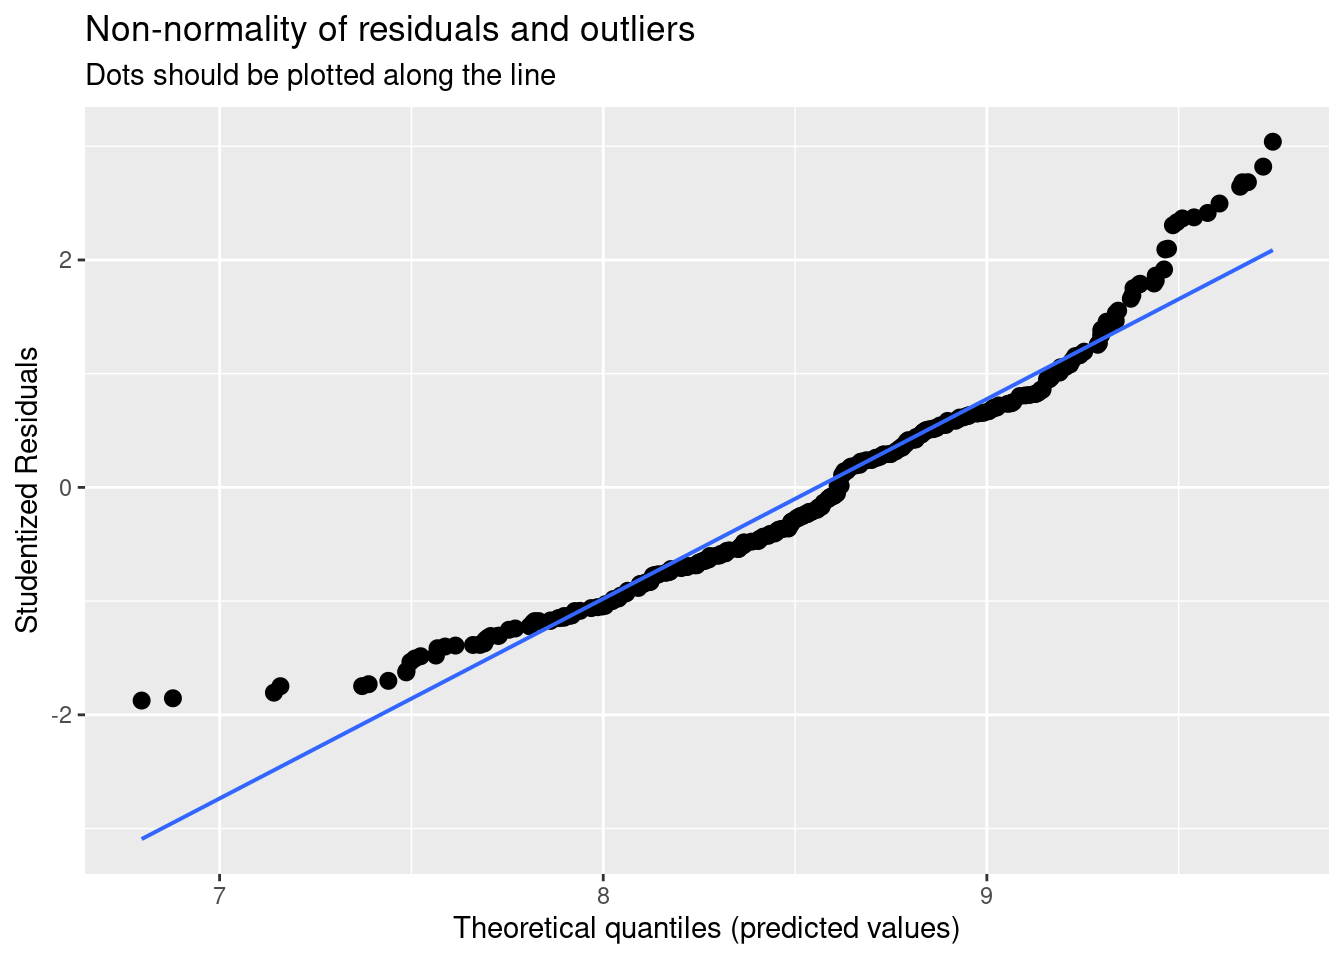 Non-normality of residuals and outliers
Dots should be plotted along the line
Studentized Residuals
2
0
-2
7
8
9
Theoretical quantiles (predicted values)